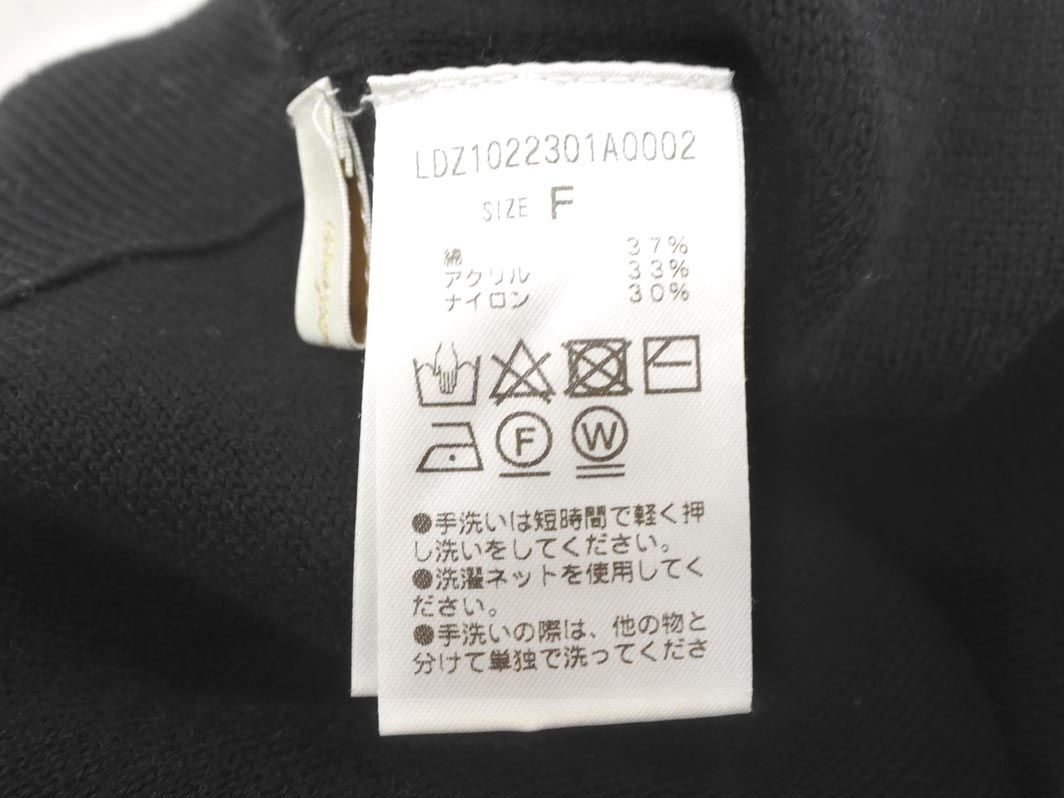 LDZ1022301A0002
SIZE F
綿 37%
アクリル 33%
ナイロン 30%
F W
●手洗いは短時間で軽く押
し洗いをしてください。
●洗濯ネットを使用してく
ださい。
●手洗いの際は、他の物と
分けて単独で洗ってくださ